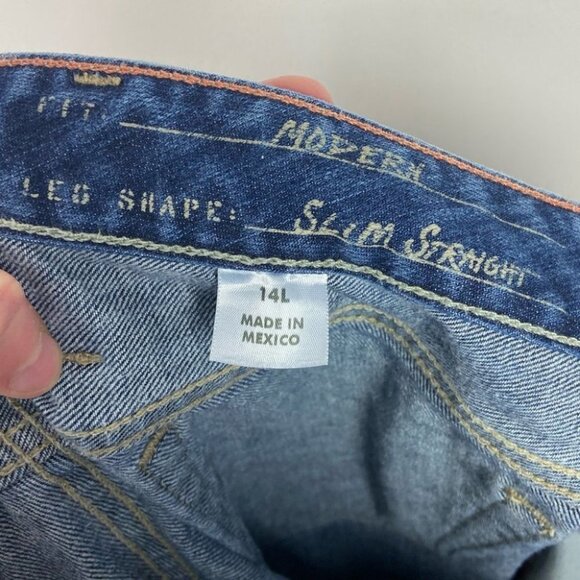 FIT: MODERN
LEG SHAPE: SLIM STRAIGHT
14L
MADE IN
MEXICO